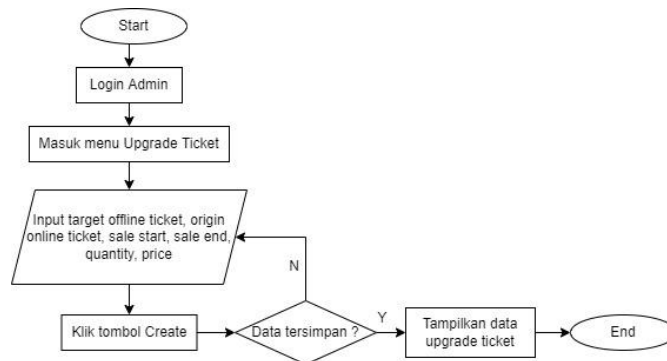 Start
Login Admin
Masuk menu Upgrade Ticket
Input target offline ticket, origin
online ticket, sale start, sale end,
quantity, price
N
Klik tombol Create
Data tersimpan ?
Y
Tampilkan data
upgrade ticket
End